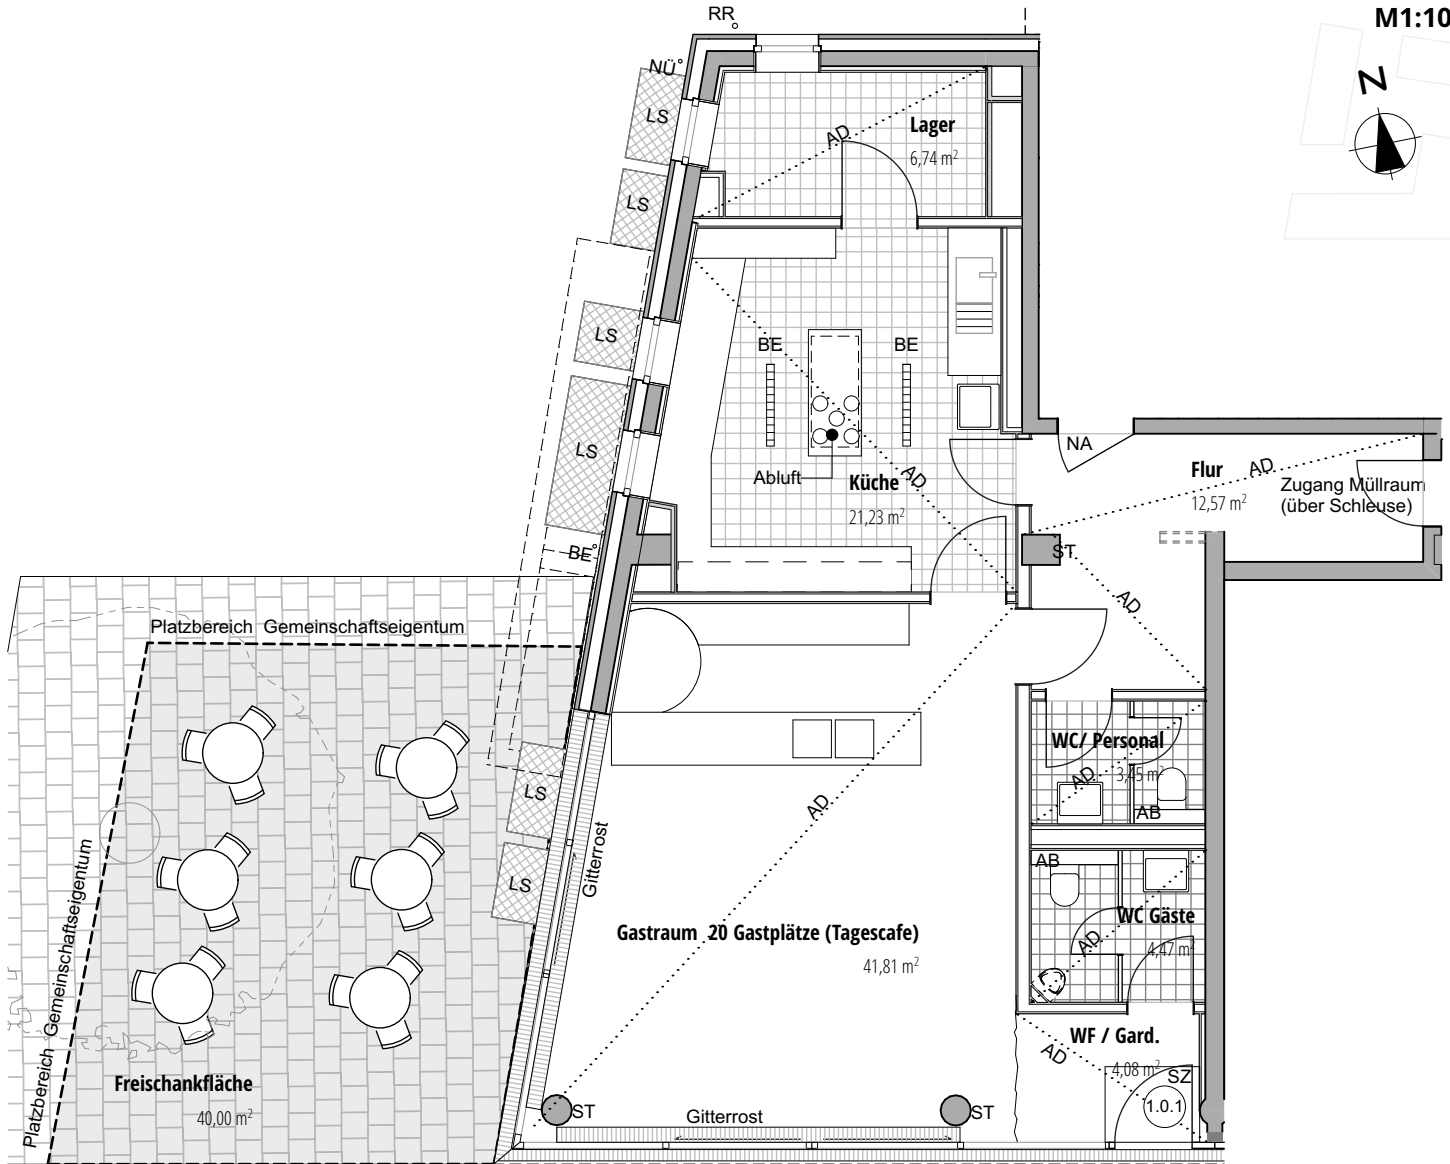 RR
M1:10
NÜ
N
LS
Lager
AD
6,74 m²
LS
LS
BE
BE
LS
Abluft
Küche
AD
21,23 m²
NA
Flur
AD
12,57 m²
Zugang Müllraum
(über Schleuse)
BE
ST
AD
Platzbereich Gemeinschaftseigentum
WC/ Personal
3,45 m²
AD
AB
LS
AD
Gitterrost
LS
AB
WC Gäste
4,47 m²
AD
Platzbereich Gemeinschaftseigentum
Gastraum 20 Gastplätze (Tagescafe)
41,81 m²
WF / Gard.
AD
4,08 m²
SZ
1.0.1
Freischankfläche
40,00 m²
ST
Gitterrost
ST